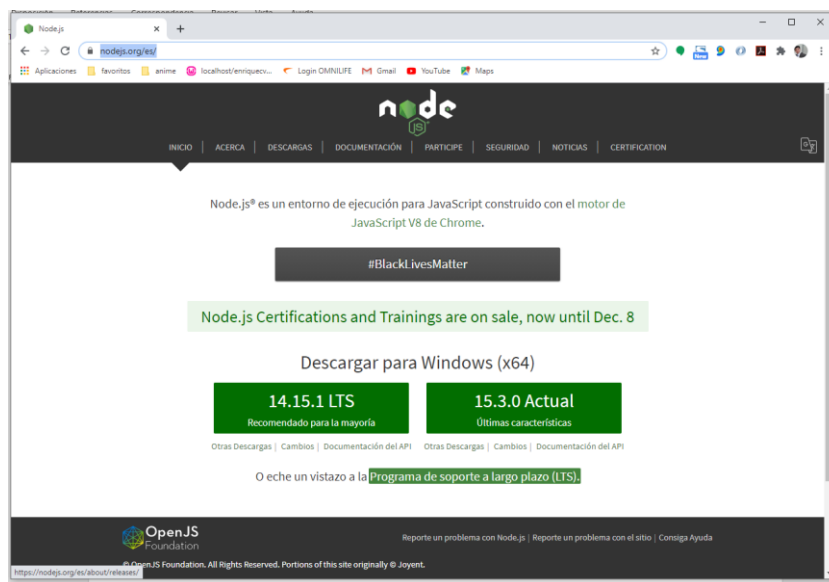 Node.js
nodejs.org/es/
Aplicaciones favoritos anime localhost/enriquecv... Login OMNILIFE Gmail YouTube Maps
New
node
JS
INICIO | ACERCA | DESCARGAS | DOCUMENTACIÓN | PARTICIPE | SEGURIDAD | NOTICIAS | CERTIFICATION
Node.js® es un entorno de ejecución para JavaScript construido con el motor de
JavaScript V8 de Chrome.
#BlackLivesMatter
Node.js Certifications and Trainings are on sale, now until Dec. 8
Descargar para Windows (x64)
14.15.1 LTS
Recomendado para la mayoría
15.3.0 Actual
Últimas características
Otras Descargas | Cambios | Documentación del API Otras Descargas | Cambios | Documentación del API
O eche un vistazo a la Programa de soporte a largo plazo (LTS).
OpenJS
Foundation
Reporte un problema con Node.js | Reporte un problema con el sitio | Consiga Ayuda
© OpenJS Foundation. All Rights Reserved. Portions of this site originally © Joyent.
https://nodejs.org/es/about/releases/